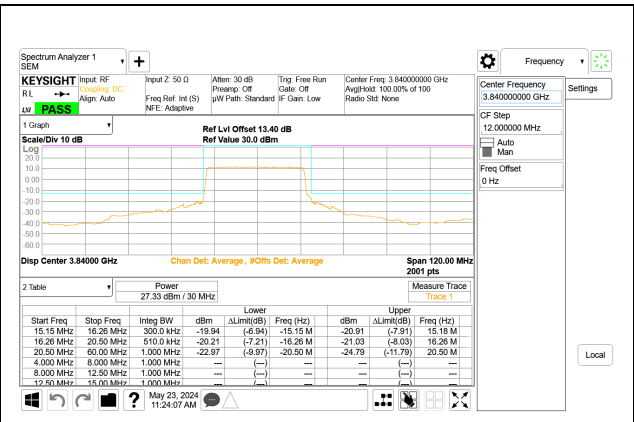 Spectrum Analyzer 1
SEM
Frequency
KEYSIGHT Input: RF Input Z: 50 Ω Atten: 30 dB Trig: Free Run Center Freq: 3.840000000 GHz
RL Coupling: DC Preamp: Off Gate: Off Avg|Hold: 100.00% of 100
Align: Auto Freq Ref: Int (S) µW Path: Standard IF Gain: Low Radio Std: None
LXI PASS NFE: Adaptive
Center Frequency
3.840000000 GHz
Settings
CF Step
12.000000 MHz
Auto
Man
Freq Offset
0 Hz
Local
1 Graph
Ref Lvl Offset 13.40 dB
Scale/Div 10 dB Ref Value 30.0 dBm
Log
20.0
10.0
0.00
-10.0
-20.0
-30.0
-40.0
-50.0
-60.0
Disp Center 3.84000 GHz Chan Det: Average , #Offs Det: Average Span 120.00 MHz
2001 pts
2 Table Power Measure Trace
27.33 dBm / 30 MHz Trace 1
Lower Upper
Start Freq Stop Freq Integ BW dBm ∆Limit(dB) Freq (Hz) dBm ∆Limit(dB) Freq (Hz)
15.15 MHz 16.26 MHz 300.0 kHz -19.94 (-6.94) -15.15 M -20.91 (-7.91) 15.18 M
16.26 MHz 20.50 MHz 510.0 kHz -20.21 (-7.21) -16.26 M -21.03 (-8.03) 16.26 M
20.50 MHz 60.00 MHz 1.000 MHz -22.97 (-9.97) -20.50 M -24.79 (-11.79) 20.50 M
4.000 MHz 8.000 MHz 1.000 MHz --- (---) --- (---)
8.000 MHz 12.50 MHz 1.000 MHz --- (---) --- (---)
12.50 MHz 15.00 MHz 1.000 MHz --- (---) --- (---)
? May 23, 2024
11:24:07 AM